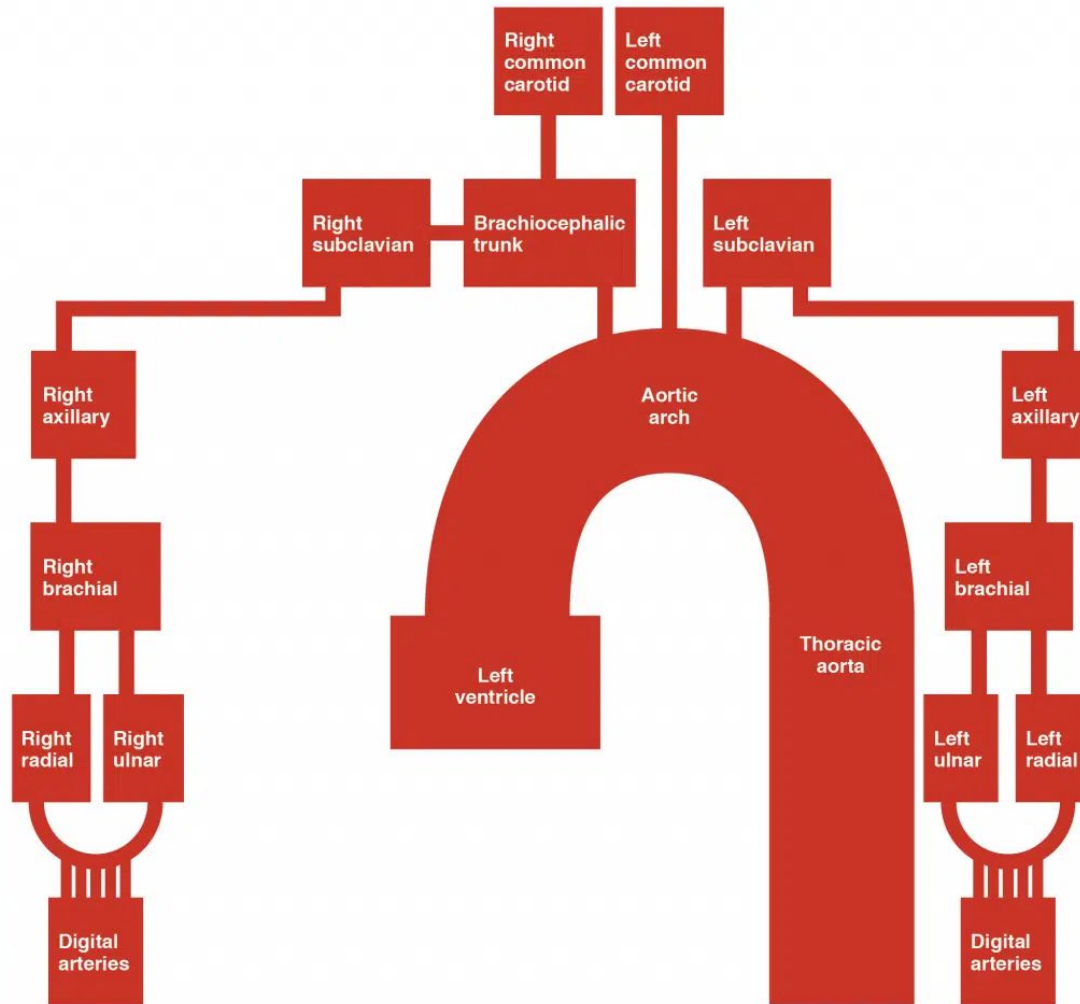 Right
common
carotid
Left
common
carotid
Right
subclavian
Brachiocephalic
trunk
Left
subclavian
Right
axillary
Aortic
arch
Left
axillary
Right
brachial
Left
brachial
Left
ventricle
Thoracic
aorta
Right
radial
Right
ulnar
Left
ulnar
Left
radial
Digital
arteries
Digital
arteries